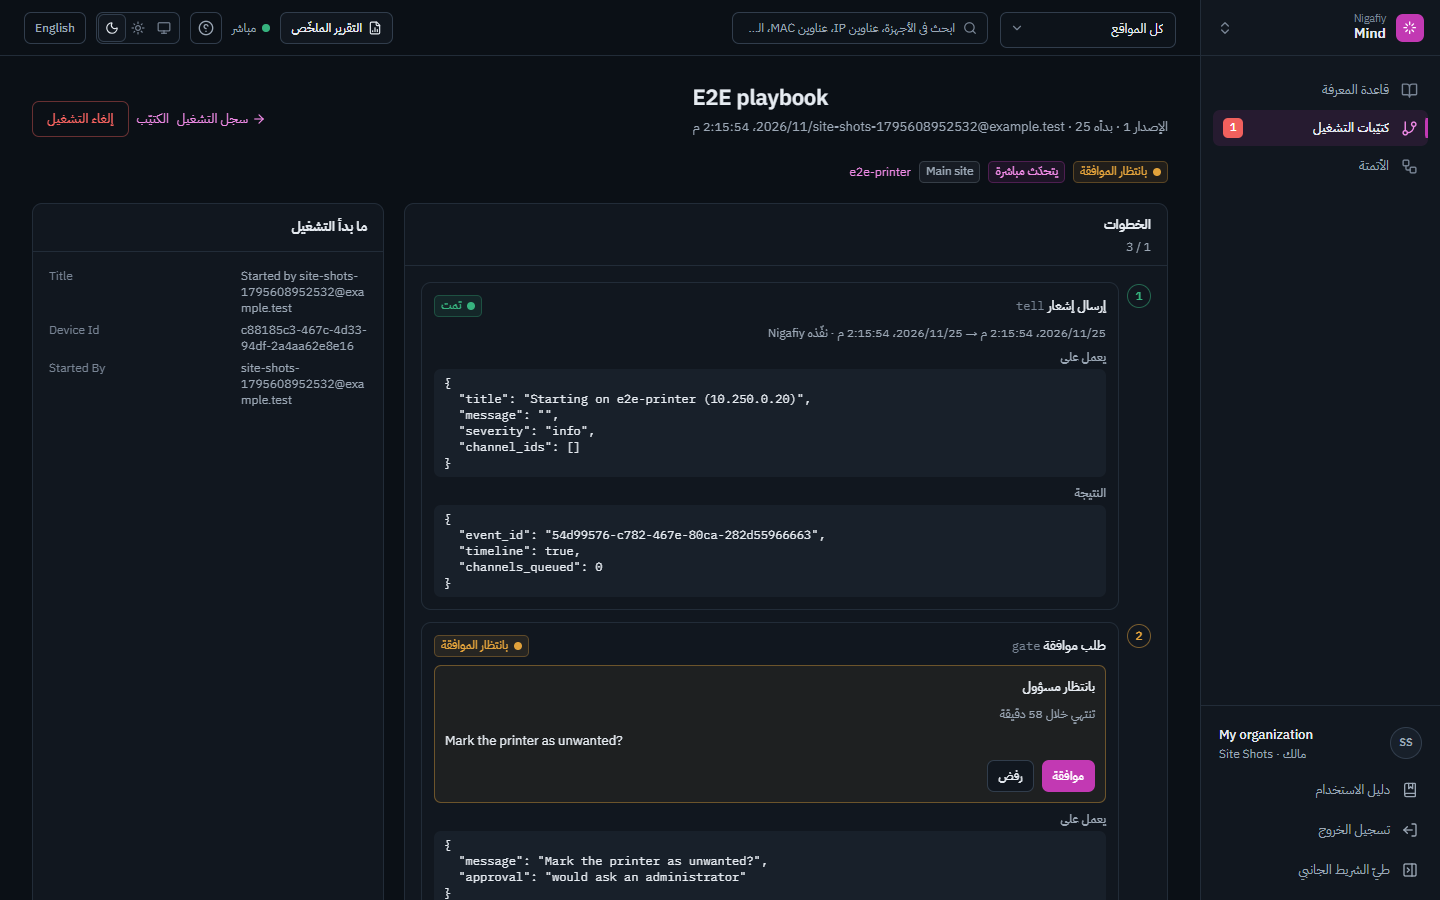 Nigafiy
Mind
كل المواقع
ابحث في الأجهزة، عناوين IP، عناوين MAC، الـ...
التقرير الملخّص
مباشر
English
قاعدة المعرفة
كتيّبات التشغيل
1
الأتمتة
E2E playbook
الإصدار 1 · بدأه site-shots-1795608952532@example.test · 25/11/2026، 2:15:54 م
→ سجل التشغيل
الكتيّب
إلغاء التشغيل
بانتظار الموافقة
يتحدّث مباشرة
Main site
e2e-printer
الخطوات
1 / 3
1
إرسال إشعار tell
تمت
25/11/2026، 2:15:54 م → 25/11/2026، 2:15:54 م · نفّذه Nigafiy
يعمل على
{
"title": "Starting on e2e-printer (10.250.0.20)",
"message": "",
"severity": "info",
"channel_ids": []
}
النتيجة
{
"event_id": "54d99576-c782-467e-80ca-282d55966663",
"timeline": true,
"channels_queued": 0
}
2
طلب موافقة gate
بانتظار الموافقة
بانتظار مسؤول
تنتهي خلال 58 دقيقة
Mark the printer as unwanted?
موافقة
رفض
يعمل على
{
"message": "Mark the printer as unwanted?",
"approval": "would ask an administrator"
}
ما بدأ التشغيل
Title
Started by site-shots-
1795608952532@exa
mple.test
Device Id
c88185c3-467c-4d33-
94df-2a4aa62e8e16
Started By
site-shots-
1795608952532@exa
mple.test
SS
My organization
Site Shots · مالك
دليل الاستخدام
تسجيل الخروج
طيّ الشريط الجانبي